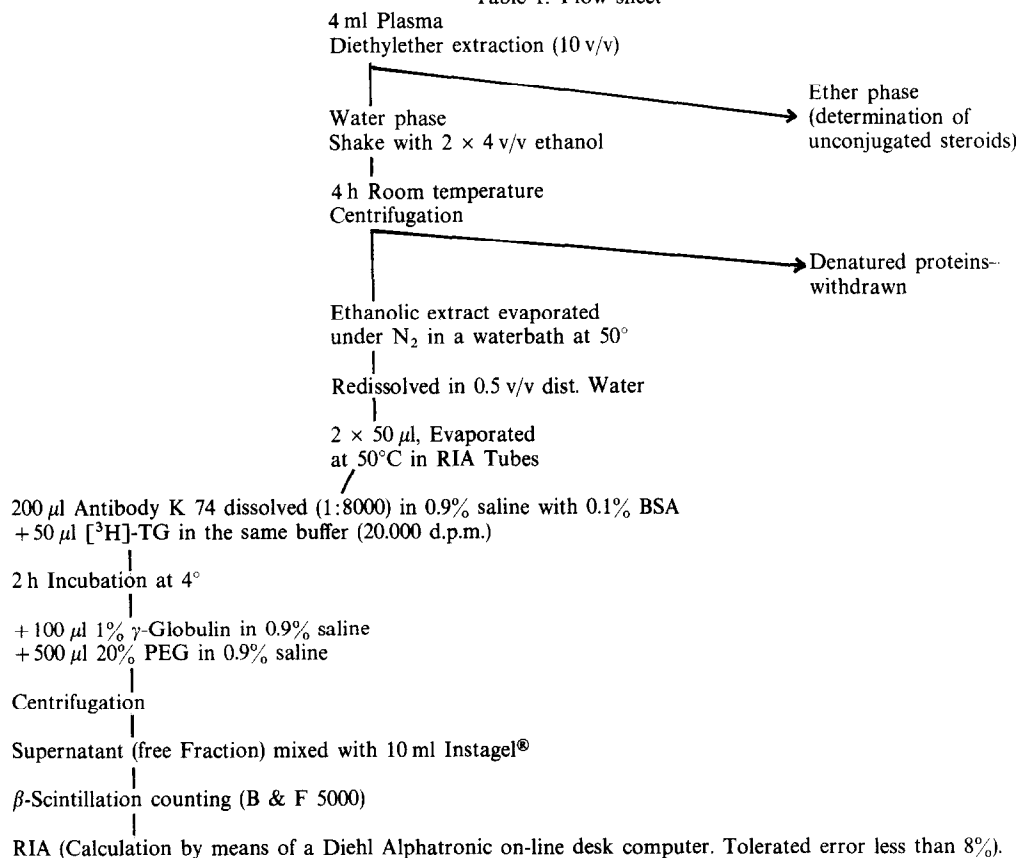 Table 1. Flow sheet
4 ml Plasma
Diethylether extraction (10 v/v)
Ether phase
(determination of
unconjugated steroids)
Water phase
Shake with 2 × 4 v/v ethanol
4 h Room temperature
Centrifugation
Denatured proteins–
withdrawn
Ethanolic extract evaporated
under N₂ in a waterbath at 50°
Redissolved in 0.5 v/v dist. Water
2 × 50 μl, Evaporated
at 50°C in RIA Tubes
200 μl Antibody K 74 dissolved (1:8000) in 0.9% saline with 0.1% BSA
+50 μl [³H]-TG in the same buffer (20.000 d.p.m.)
2 h Incubation at 4°
+100 μl 1% γ-Globulin in 0.9% saline
+500 μl 20% PEG in 0.9% saline
Centrifugation
Supernatant (free Fraction) mixed with 10 ml Instagel®
β-Scintillation counting (B & F 5000)
RIA (Calculation by means of a Diehl Alphatronic on-line desk computer. Tolerated error less than 8%).